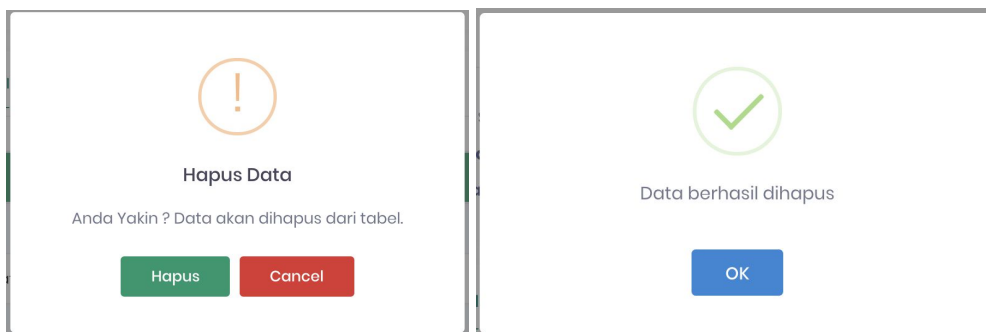 Hapus Data
Anda Yakin ? Data akan dihapus dari tabel.
Hapus
Cancel
Data berhasil dihapus
OK